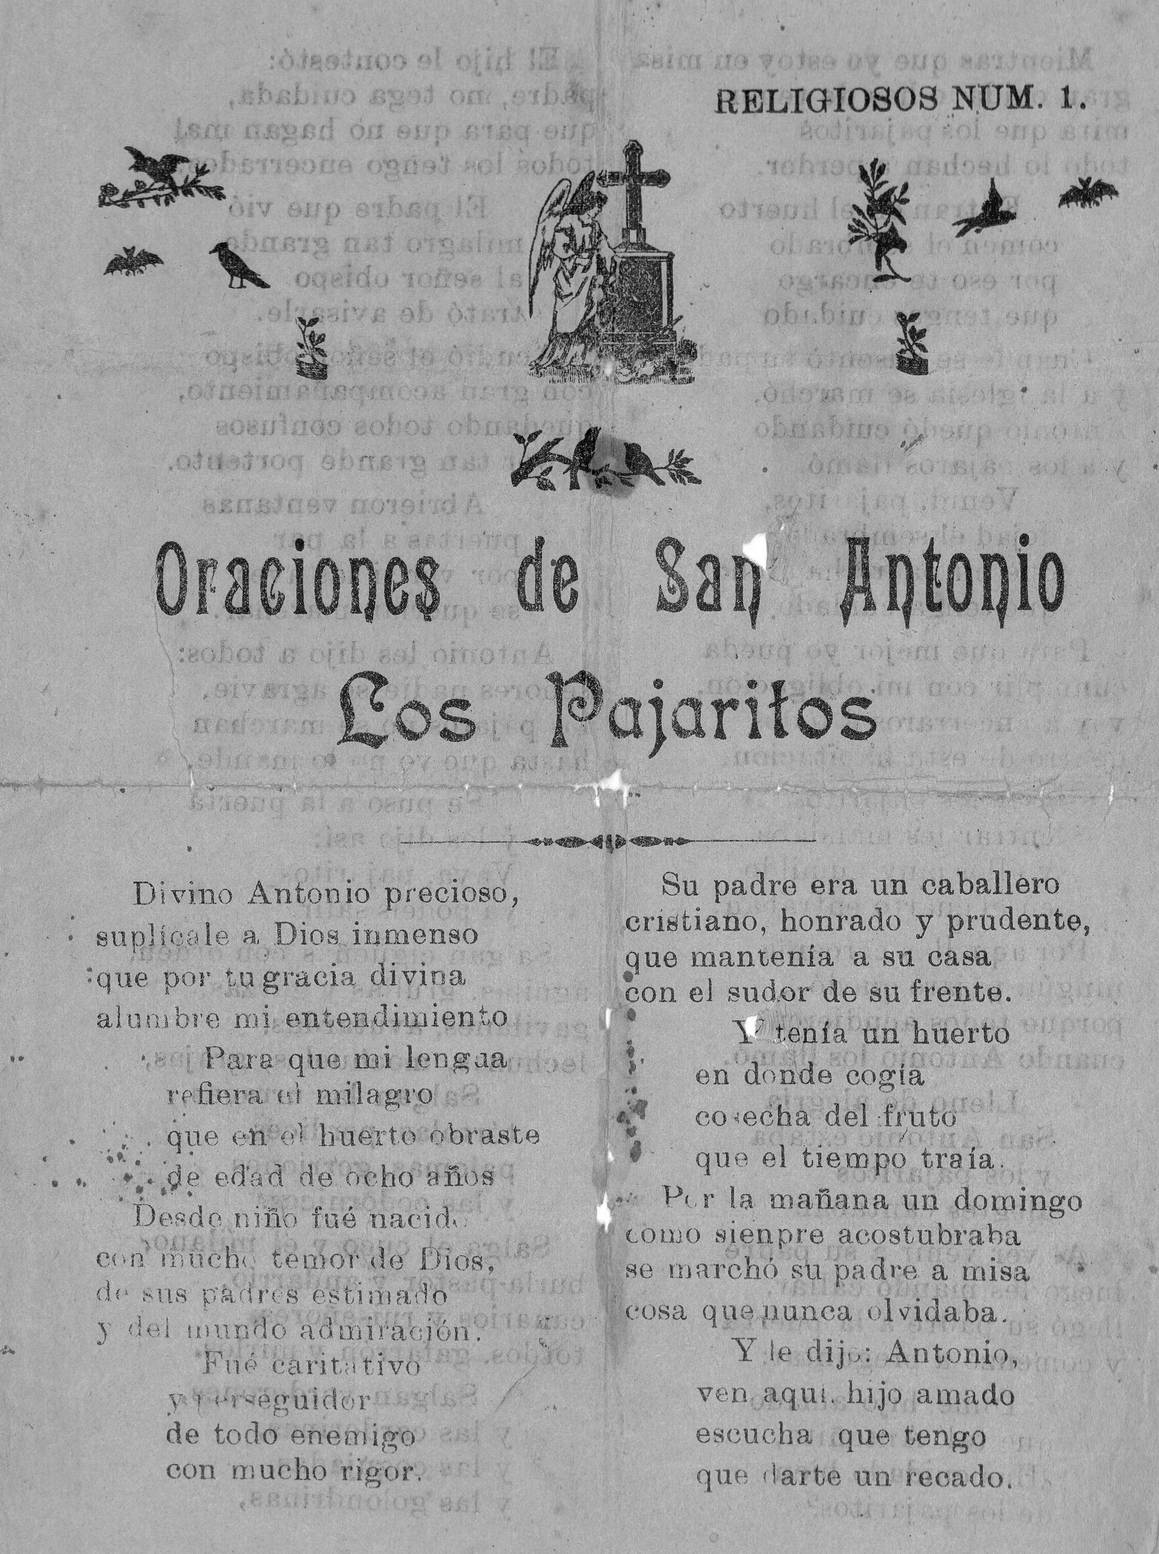 RELIGIOSOS NUM. 1.
Oraciones de San Antonio
Los Pajaritos
Divino Antonio precioso,
suplícale a Dios inmenso
que por tu gracia divina
alumbre mi entendimiento
Para que mi lengua
refiera el milagro
que en el huerto obraste
de edad de ocho años
Desde niño fué nacido
con mucho temor de Dios,
de sus padres estimado
y del mundo admiración.
Fué caritativo
y perseguidor
de todo enemigo
con mucho rigor.
Su padre era un caballero
cristiano, honrado y prudente,
que mantenía a su casa
con el sudor de su frente.
Y tenía un huerto
en donde cogía
cosecha del fruto
que el tiempo traía.
Por la mañana un domingo
como sienpre acostubraba
se marchó su padre a misa
cosa que nunca olvidaba.
Y le dijo: Antonio,
ven aquí, hijo amado
escucha que tengo
que darte un recado.